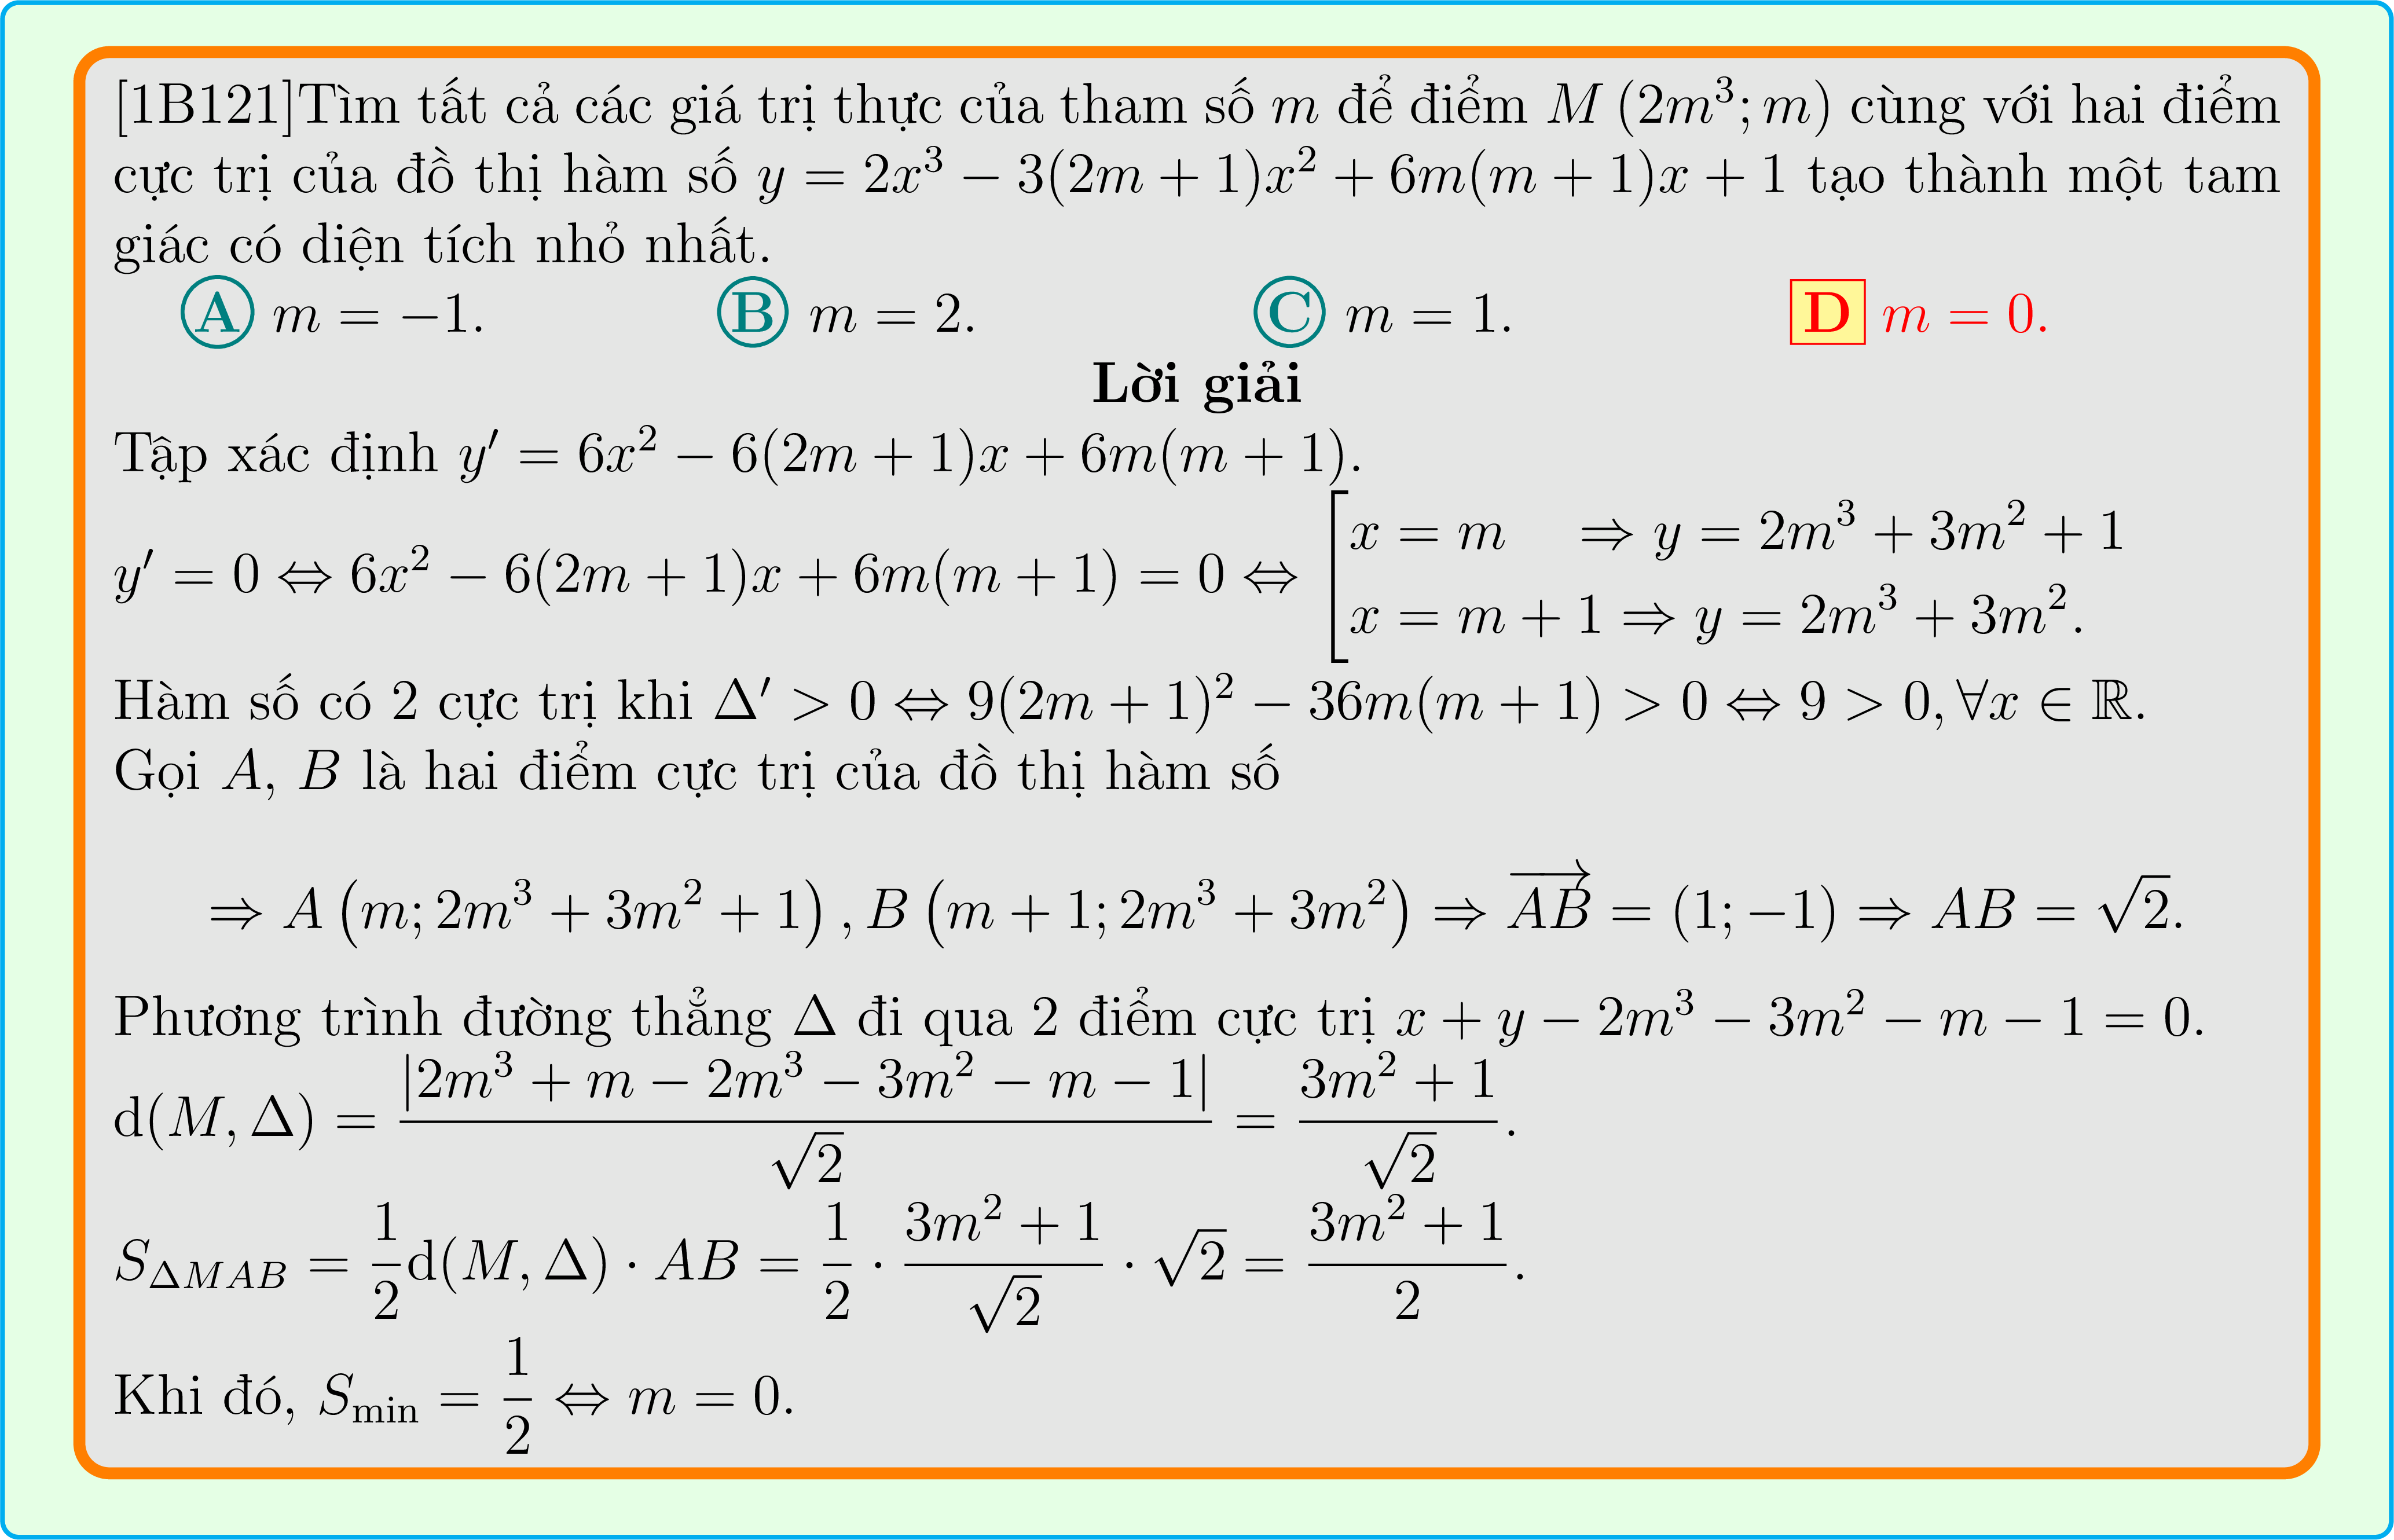 [1B121]Tìm tất cả các giá trị thực của tham số $m$ để điểm $M\left(2m^3;m\right)$ cùng với hai điểm
cực trị của đồ thị hàm số $y = 2x^3 - 3(2m+1)x^2 + 6m(m+1)x + 1$ tạo thành một tam
giác có diện tích nhỏ nhất.
A $m = -1$. B $m = 2$. C $m = 1$. D $m = 0$.
Lời giải
Tập xác định $y' = 6x^2 - 6(2m+1)x + 6m(m+1)$.
$y' = 0 \Leftrightarrow 6x^2 - 6(2m+1)x + 6m(m+1) = 0 \Leftrightarrow \left[\begin{array}{l} x = m \quad \Rightarrow y = 2m^3 + 3m^2 + 1 \\ x = m+1 \Rightarrow y = 2m^3 + 3m^2. \end{array}\right.$
Hàm số có 2 cực trị khi $\Delta' > 0 \Leftrightarrow 9(2m+1)^2 - 36m(m+1) > 0 \Leftrightarrow 9 > 0, \forall x \in \mathbb{R}$.
Gọi $A$, $B$ là hai điểm cực trị của đồ thị hàm số
$\Rightarrow A\left(m;2m^3+3m^2+1\right), B\left(m+1;2m^3+3m^2\right) \Rightarrow \overrightarrow{AB} = (1;-1) \Rightarrow AB = \sqrt{2}.$
Phương trình đường thẳng $\Delta$ đi qua 2 điểm cực trị $x + y - 2m^3 - 3m^2 - m - 1 = 0$.
$\mathrm{d}(M,\Delta) = \dfrac{|2m^3 + m - 2m^3 - 3m^2 - m - 1|}{\sqrt{2}} = \dfrac{3m^2+1}{\sqrt{2}}.$
$S_{\Delta MAB} = \dfrac{1}{2}\mathrm{d}(M,\Delta) \cdot AB = \dfrac{1}{2} \cdot \dfrac{3m^2+1}{\sqrt{2}} \cdot \sqrt{2} = \dfrac{3m^2+1}{2}.$
Khi đó, $S_{\min} = \dfrac{1}{2} \Leftrightarrow m = 0$.